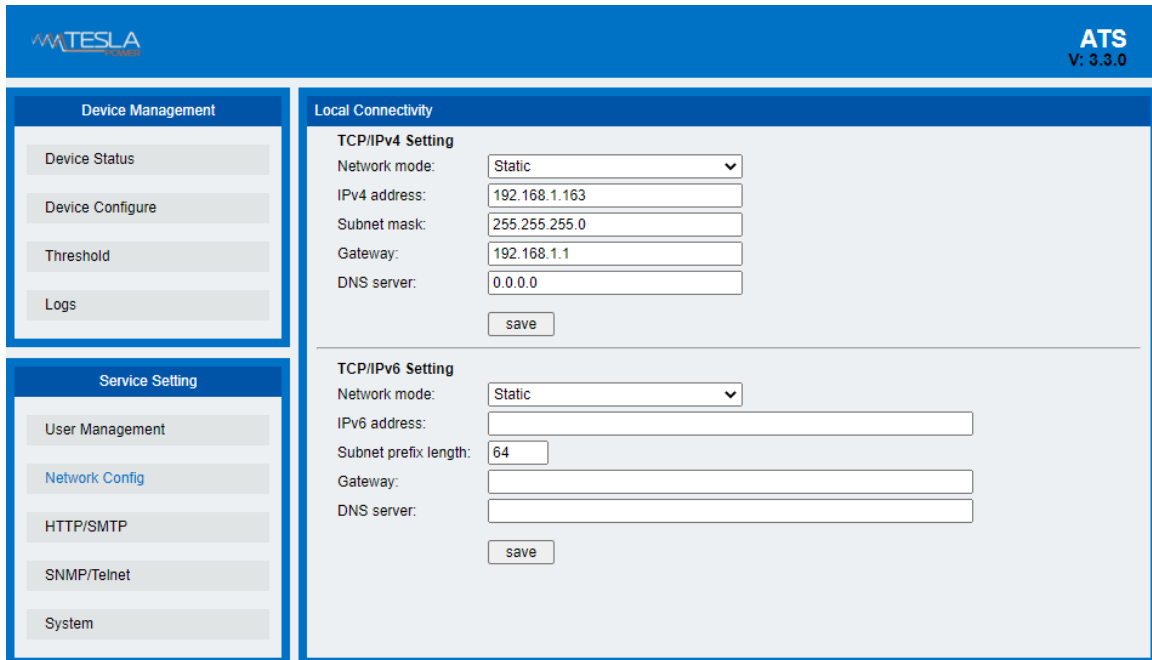 TESLA
POWER
ATS
V: 3.3.0
Device Management
Device Status
Device Configure
Threshold
Logs
Service Setting
User Management
Network Config
HTTP/SMTP
SNMP/Telnet
System
Local Connectivity
TCP/IPv4 Setting
Network mode: Static
IPv4 address: 192.168.1.163
Subnet mask: 255.255.255.0
Gateway: 192.168.1.1
DNS server: 0.0.0.0
save
TCP/IPv6 Setting
Network mode: Static
IPv6 address:
Subnet prefix length: 64
Gateway:
DNS server:
save